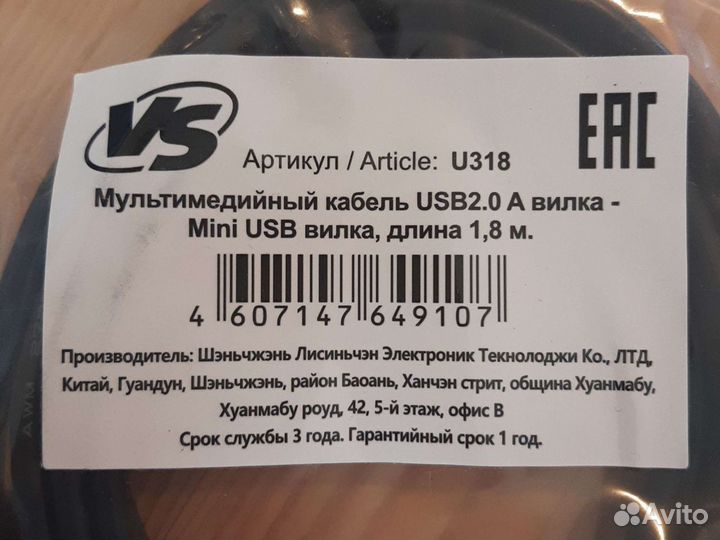 VS
EAC
Артикул / Article: U318
Мультимедийный кабель USB2.0 А вилка -
Mini USB вилка, длина 1,8 м.
4 607147 649107
Производитель: Шэньчжэнь Лисиньчэн Электроник Текнолоджи Ко., ЛТД,
Китай, Гуандун, Шэньчжэнь, район Баоань, Ханчэн стрит, община Хуанмабу,
Хуанмабу роуд, 42, 5-й этаж, офис В
Срок службы 3 года. Гарантийный срок 1 год.
AWM
Avito